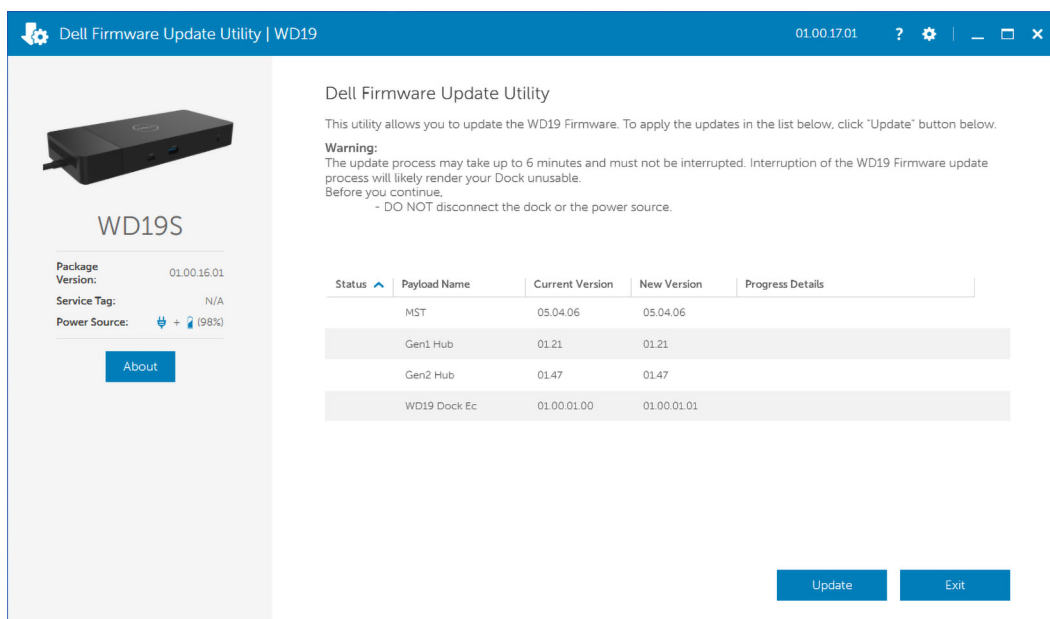 Dell Firmware Update Utility | WD19
01.00.17.01
?
Dell Firmware Update Utility
This utility allows you to update the WD19 Firmware. To apply the updates in the list below, click "Update" button below.
Warning:
The update process may take up to 6 minutes and must not be interrupted. Interruption of the WD19 Firmware update
process will likely render your Dock unusable.
Before you continue,
- DO NOT disconnect the dock or the power source.
WD19S
Package
Version:
01.00.16.01
Service Tag: N/A
Power Source: + (98%)
About
Status Payload Name Current Version New Version Progress Details
MST 05.04.06 05.04.06
Gen1 Hub 01.21 01.21
Gen2 Hub 01.47 01.47
WD19 Dock Ec 01.00.01.00 01.00.01.01
Update Exit